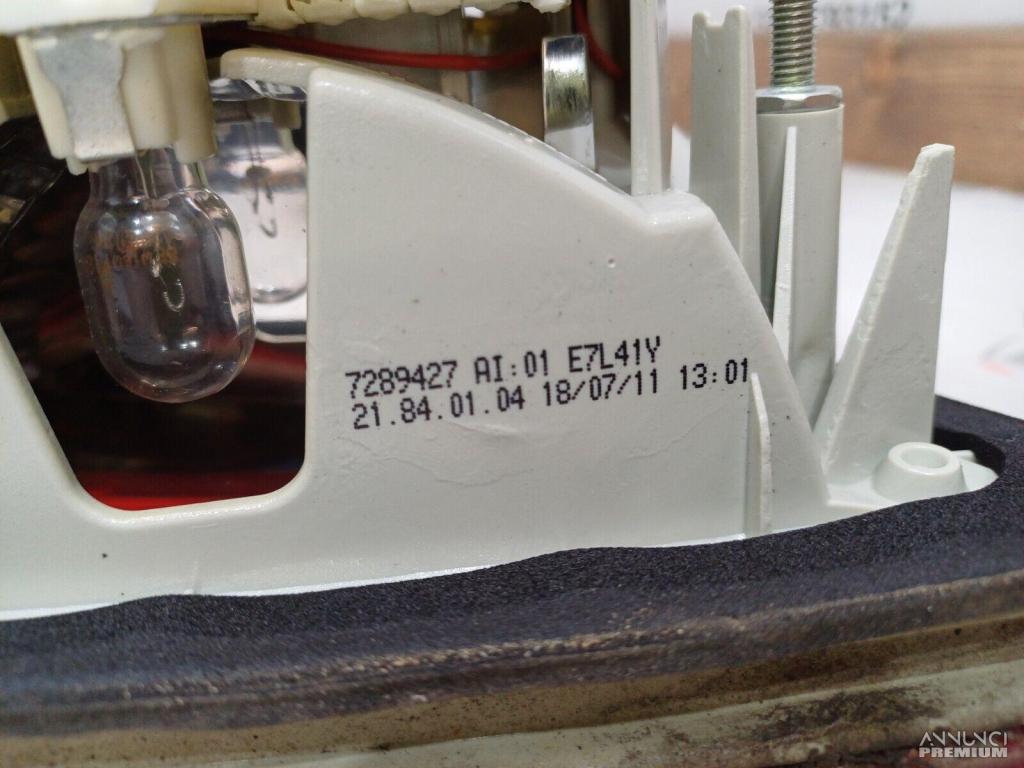 7289427 AI:01 E7L41Y
21.84.01.04 18/07/11 13:01
ANNUNCI
PREMIUM